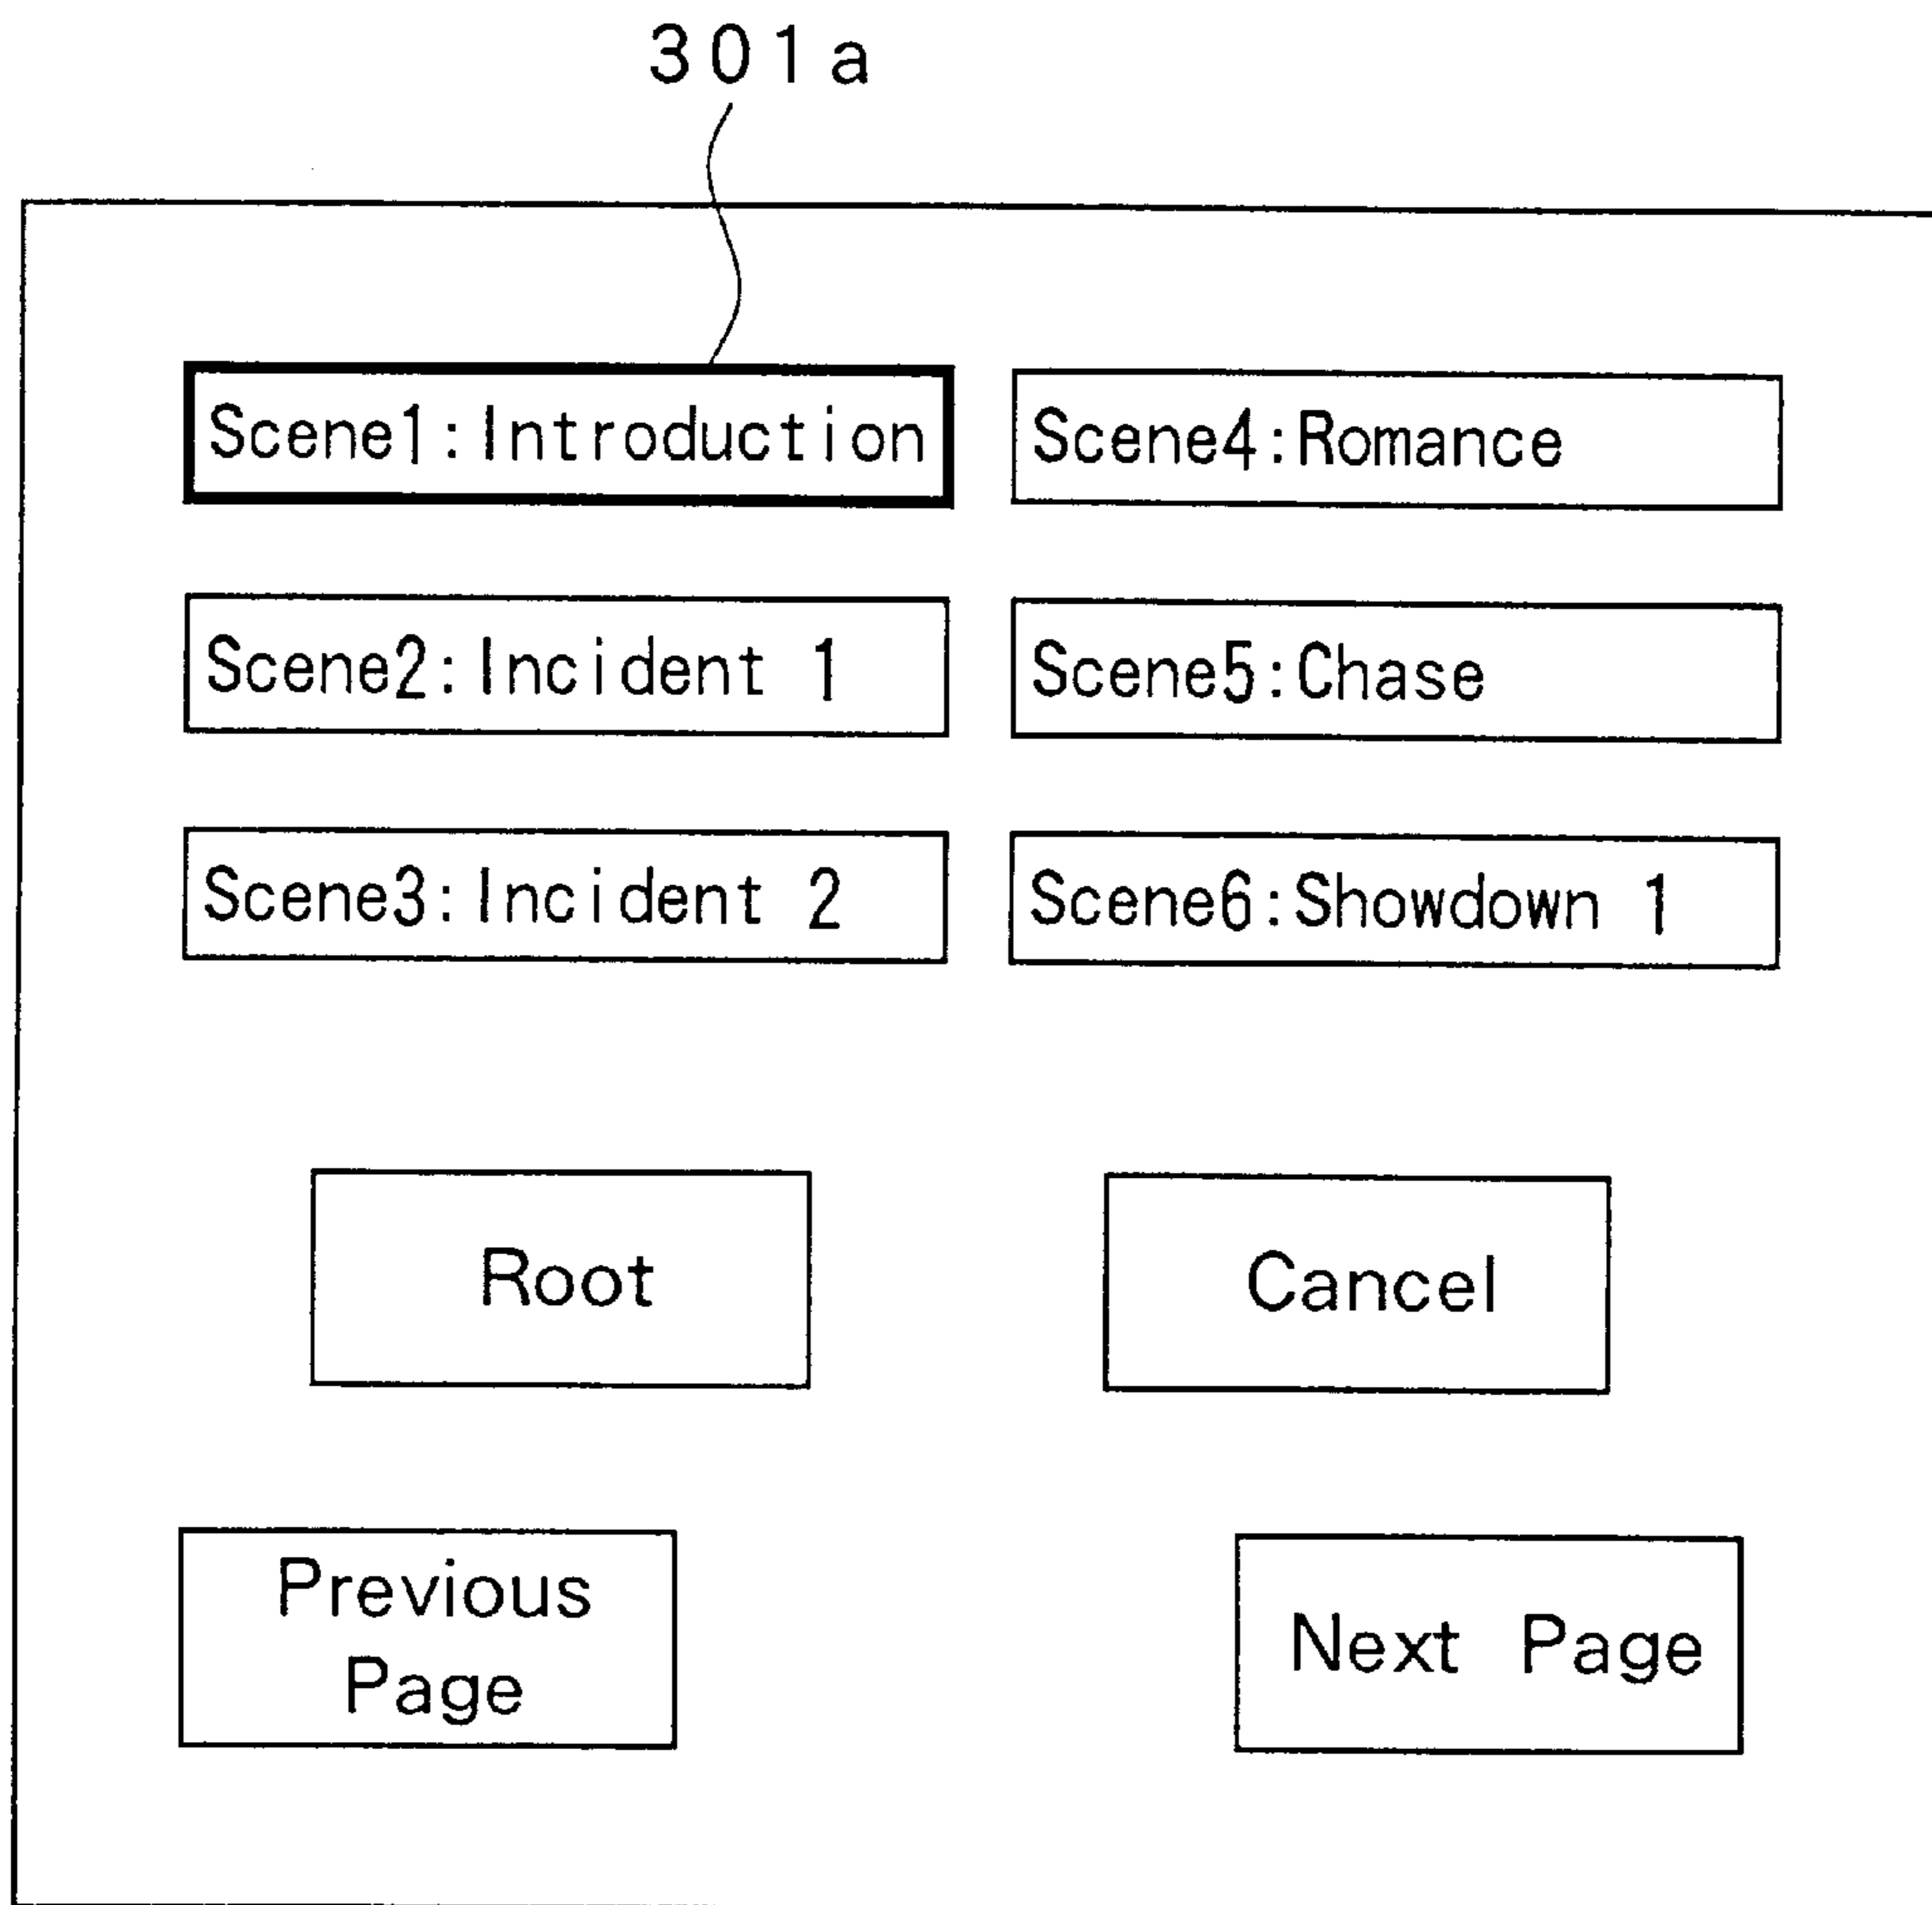 301a
Scene1:Introduction
Scene4:Romance
Scene2:Incident 1
Scene5:Chase
Scene3:Incident 2
Scene6:Showdown 1
Root
Cancel
Previous
Page
Next Page